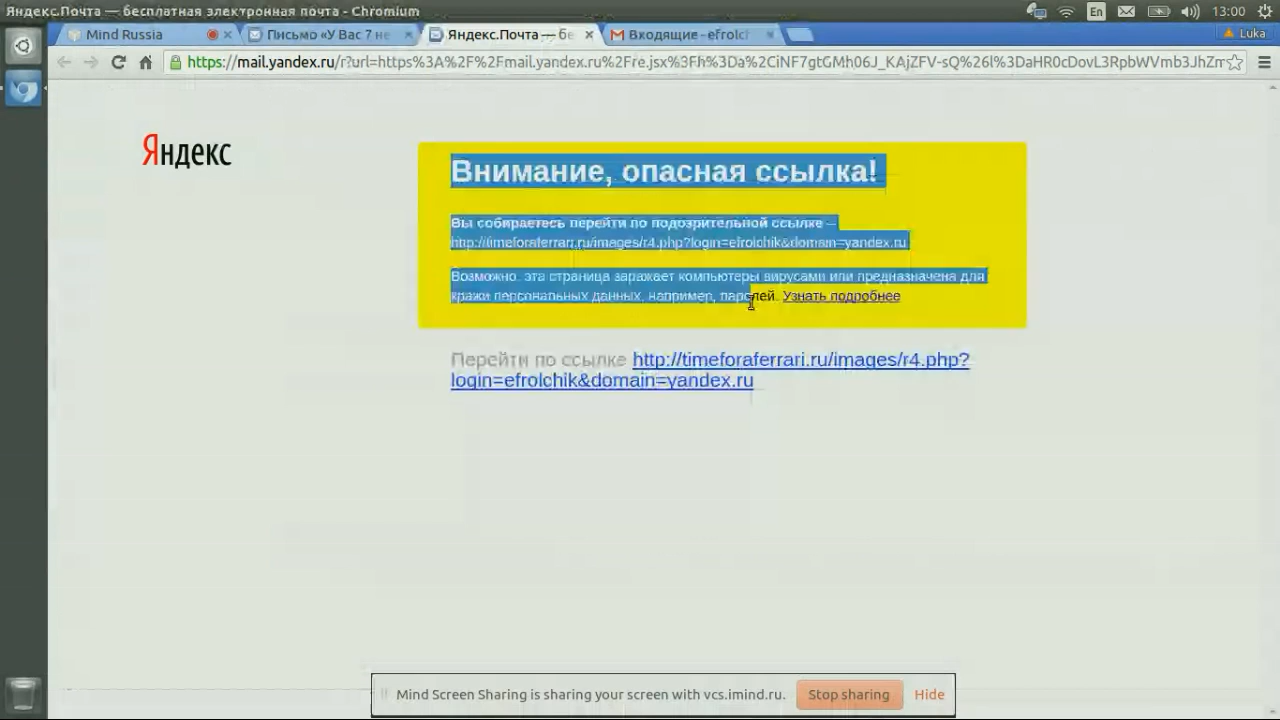 Яндекс.Почта — бесплатная электронная почта - Chromium
En
13:00
Mind Russia
Письмо «У Вас 7 не
Яндекс.Почта — бе
Входящие - efrolch
Luka
https://mail.yandex.ru/r?url=https%3A%2F%2Fmail.yandex.ru%2Fre.jsx%3Fh%3Da%2CiNF7gtGMh06J_KAjZFV-sQ%26l%3DaHR0cDovL3RpbWVmb3JhZm
Яндекс
Внимание, опасная ссылка!
Вы собираетесь перейти по подозрительной ссылке –
http://timeforaferrari.ru/images/r4.php?login=efrolchik&domain=yandex.ru
Возможно, эта страница заражает компьютеры вирусами или предназначена для
кражи персональных данных, например, паролей. Узнать подробнее
Перейти по ссылке http://timeforaferrari.ru/images/r4.php?
login=efrolchik&domain=yandex.ru
Mind Screen Sharing is sharing your screen with vcs.imind.ru.
Stop sharing
Hide